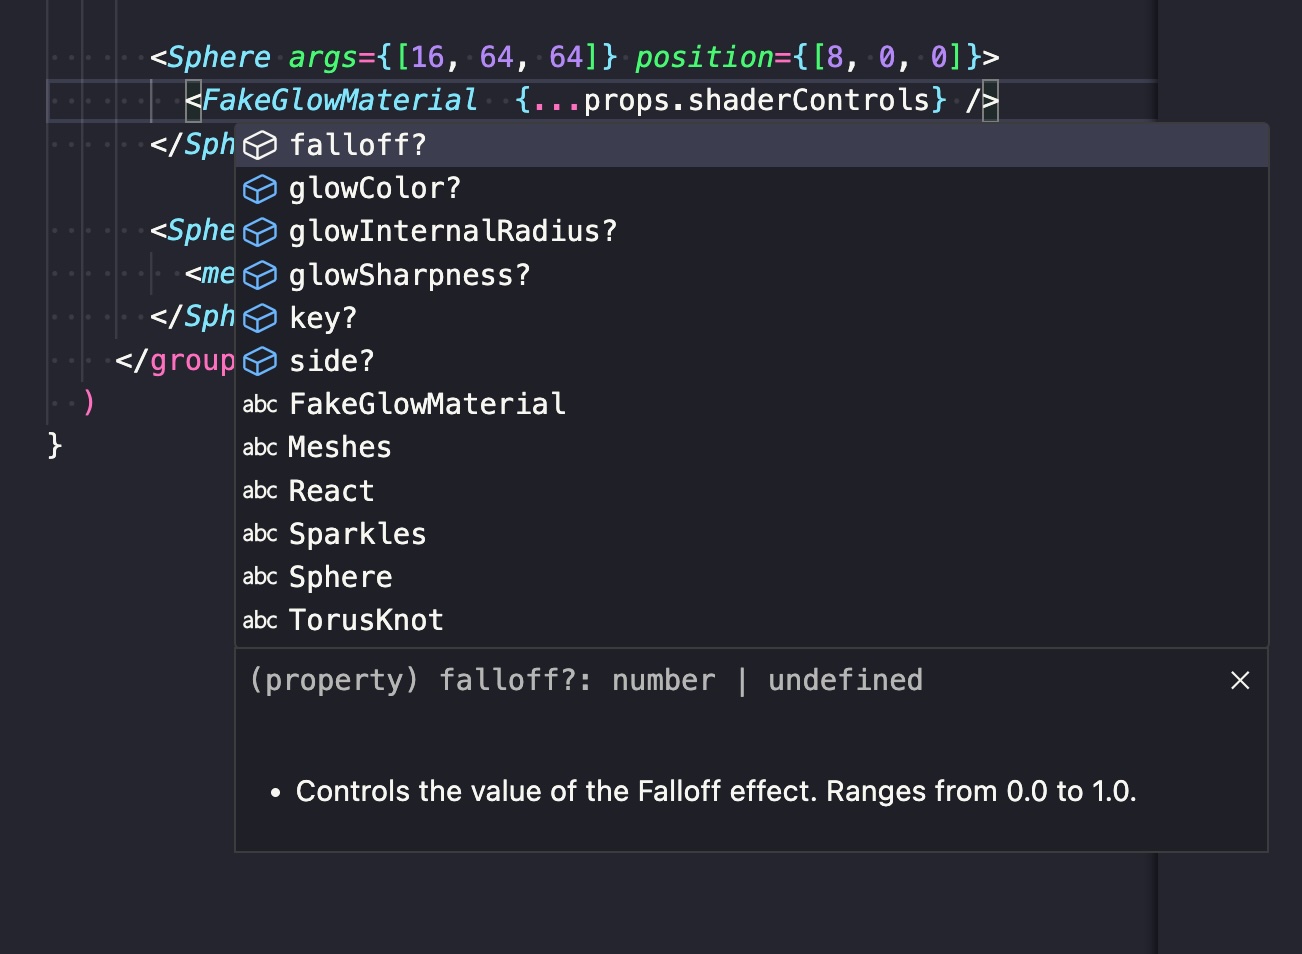 <Sphere args={[16, 64, 64]} position={[8, 0, 0]}>
<FakeGlowMaterial  {...props.shaderControls} />
</Sph
falloff?
glowColor?
<Sphe
glowInternalRadius?
<me
glowSharpness?
</Sph
key?
</group
side?
)
abc FakeGlowMaterial
}
abc Meshes
abc React
abc Sparkles
abc Sphere
abc TorusKnot
(property) falloff?: number | undefined
• Controls the value of the Falloff effect. Ranges from 0.0 to 1.0.